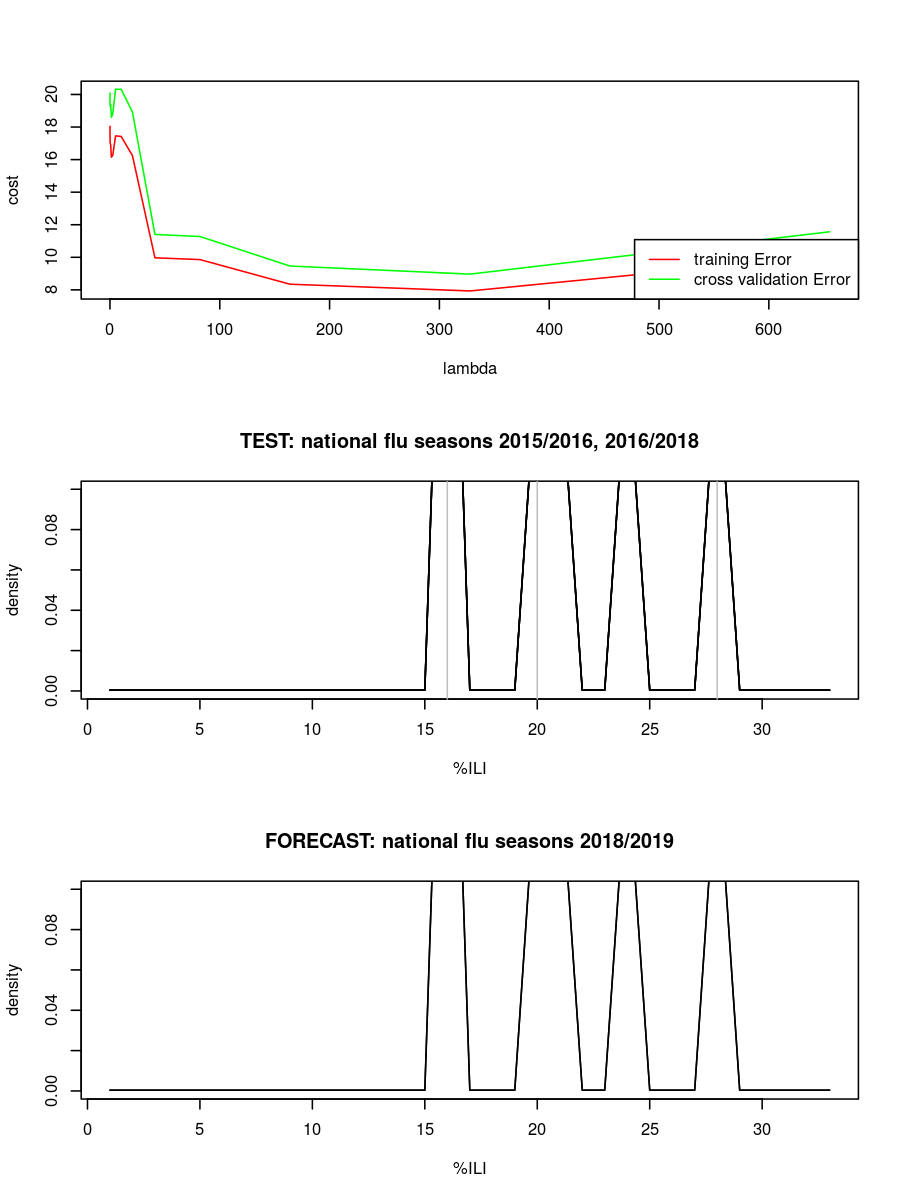 20
18
16
14
12
10
8
cost
training Error
cross validation Error
0 100 200 300 400 500 600
lambda
TEST: national flu seasons 2015/2016, 2016/2018
0.08
0.04
0.00
density
0 5 10 15 20 25 30
%ILI
FORECAST: national flu seasons 2018/2019
0.08
0.04
0.00
density
0 5 10 15 20 25 30
%ILI